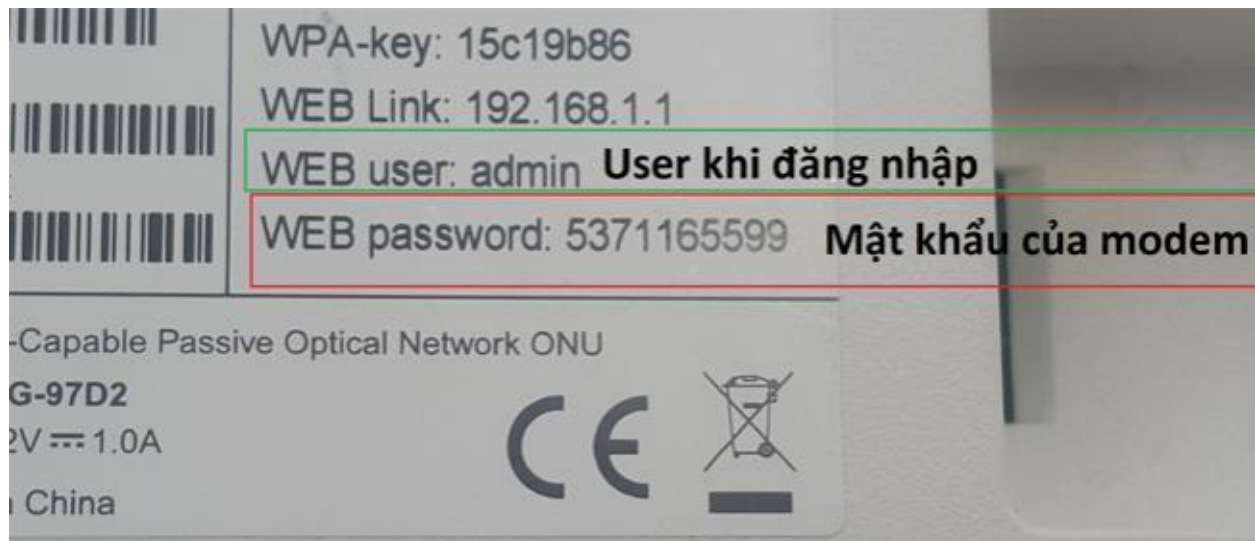 WPA-key: 15c19b86
WEB Link: 192.168.1.1
WEB user: admin User khi đăng nhập
WEB password: 5371165599 Mật khẩu của modem
-Capable Passive Optical Network ONU
G-97D2
2V 1.0A
China